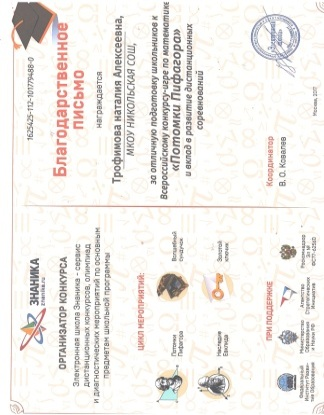 ЗНАНИКА
znanika.ru
ОРГАНИЗАТОР КОНКУРСА
Электронная школа Знаника - сервис
дистанционных конкурсов, олимпиад
и диагностических мероприятий по основным
предметам школьной программы
ЦИКЛ МЕРОПРИЯТИЙ:
Потомки
Пифагора
Волшебный
сундучок
Наследие
Евклида
Золотой
ключик
ПРИ ПОДДЕРЖКЕ
Федеральный
Институт
Образования
Министерство
образования
и Науки РФ
Агентство
Стратегических
Инициатив
1625425-112-101779488-0
Благодарственное
письмо
награждается
Трофимова наталия Алексеевна,
МКОУ НИКОЛЬСКАЯ СОШ,
за отличную подготовку школьников к
Всероссийскому конкурсу-игре по математике
«Потомки Пифагора»
и вклад в развитие дистанционных
соревнований
Координатор
В. О. Ковалев
Москва, 2017